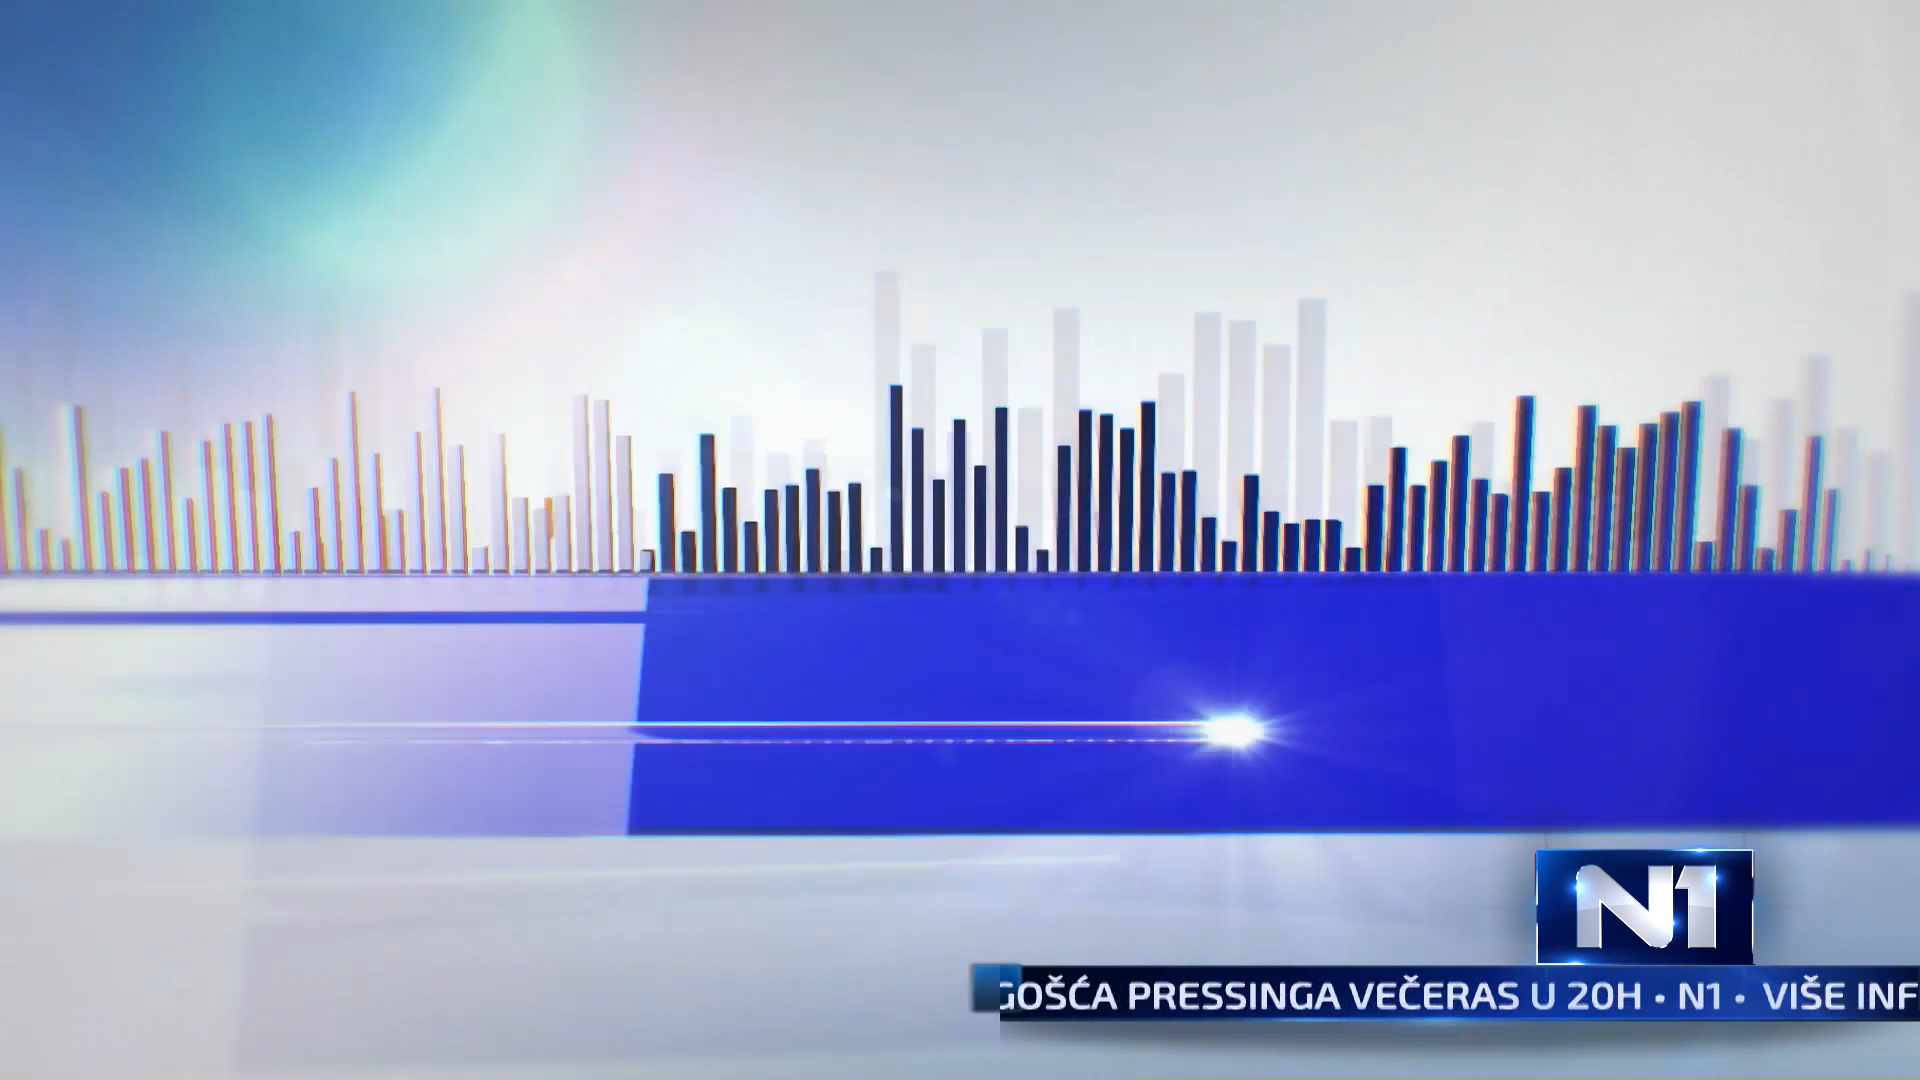 N1
GOŠĆA PRESSINGA VEČERAS U 20H • N1 • VIŠE INF